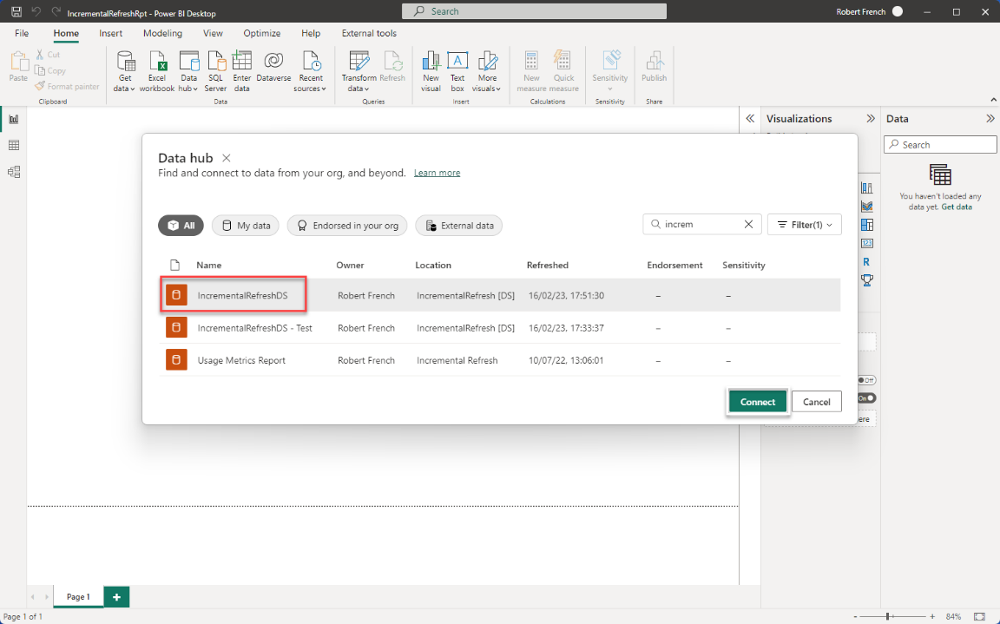 IncrementalRefreshRpt - Power BI Desktop
Search
Robert French
File Home Insert Modeling View Optimize Help External tools
Paste
Cut
Copy
Format painter
Clipboard
Get data
Excel workbook
Data hub
SQL Server
Enter data
Dataverse
Recent sources
Data
Transform data
Refresh
Queries
New visual
Text box
More visuals
Insert
New measure
Quick measure
Calculations
Sensitivity
Sensitivity
Publish
Share
Visualizations
Data
Search
You haven't loaded any
data yet. Get data
Data hub
Find and connect to data from your org, and beyond. Learn more
All My data Endorsed in your org External data
increm
Filter(1)
Name Owner Location Refreshed Endorsement Sensitivity
IncrementalRefreshDS Robert French IncrementalRefresh [DS] 16/02/23, 17:51:30 – –
IncrementalRefreshDS - Test Robert French IncrementalRefresh [DS] 16/02/23, 17:33:37 – –
Usage Metrics Report Robert French Incremental Refresh 10/07/22, 13:06:01 – –
Connect Cancel
123
R
Off
On
ere
Page 1
+
Page 1 of 1
- + 84%